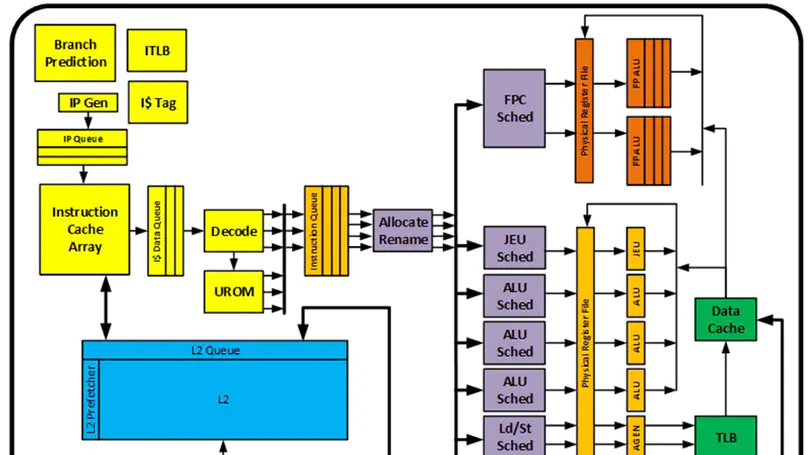 Branch
Prediction
ITLB
IP Gen
I$ Tag
IP Queue
Instruction
Cache
Array
I$ Data Queue
Decode
UROM
Instruction Queue
Allocate
Rename
L2 Queue
L2 Prefetcher
L2
FPC
Sched
Physical Register File
FP ALU
FP ALU
JEU
Sched
ALU
Sched
ALU
Sched
ALU
Sched
Ld/St
Sched
Physical Register File
JEU
ALU
ALU
ALU
AGEN
Data
Cache
TLB